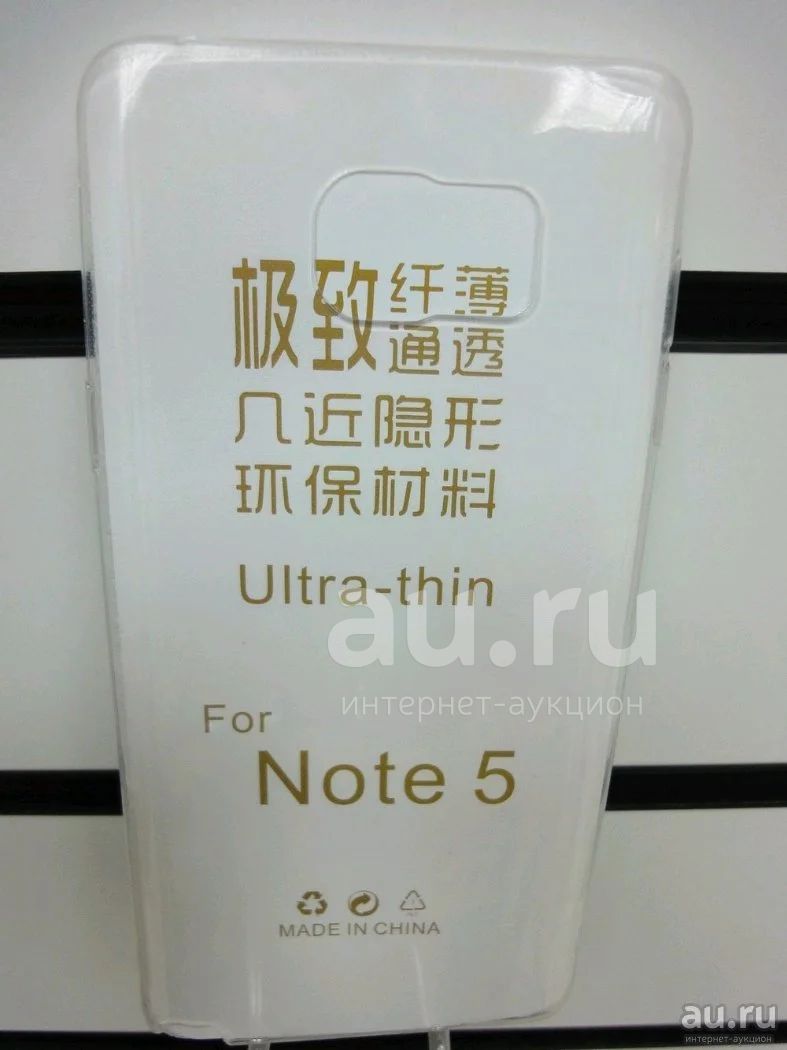 极致纤薄
通透
几近隐形
环保材料
Ultra-thin
au.ru
интернет-аукцион
For
Note 5
MADE IN CHINA
au.ru
интернет-аукцион